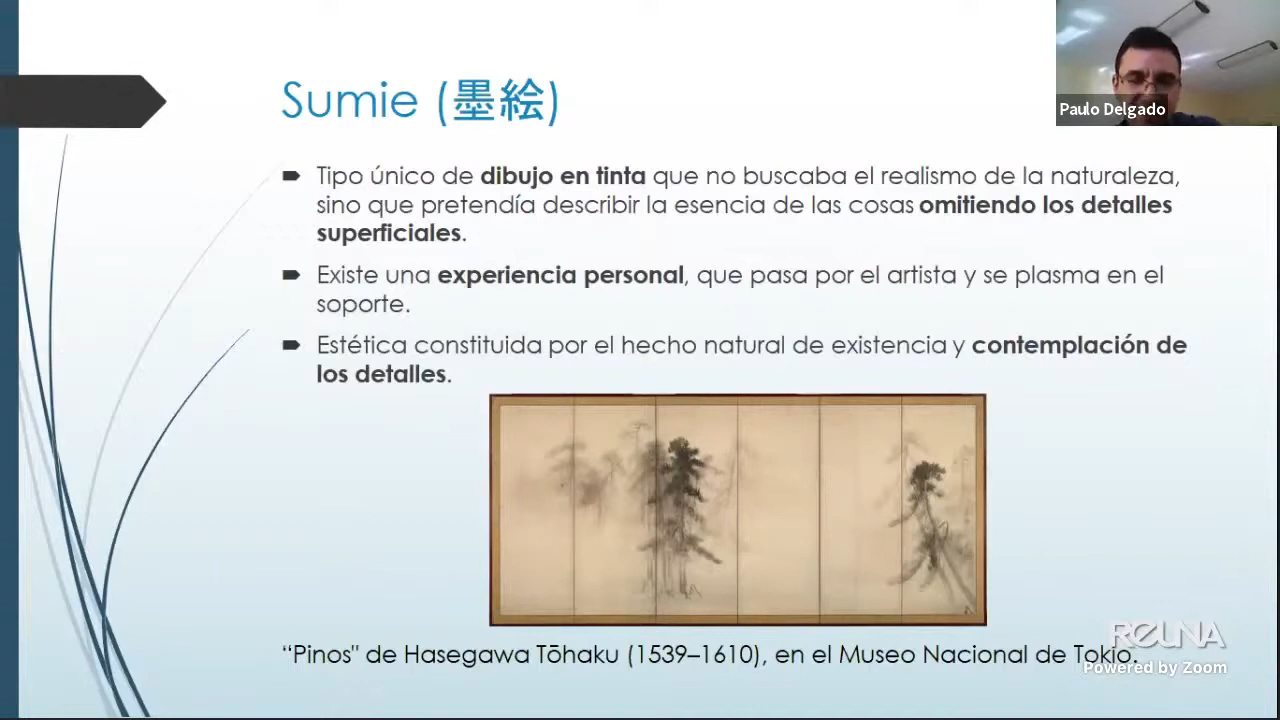 Sumie (墨絵)
Paulo Delgado
Tipo único de dibujo en tinta que no buscaba el realismo de la naturaleza,
sino que pretendía describir la esencia de las cosas omitiendo los detalles
superficiales.
Existe una experiencia personal, que pasa por el artista y se plasma en el
soporte.
Estética constituida por el hecho natural de existencia y contemplación de
los detalles.
“Pinos" de Hasegawa Tōhaku (1539–1610), en el Museo Nacional de Tokio.
REUNA
Powered by Zoom